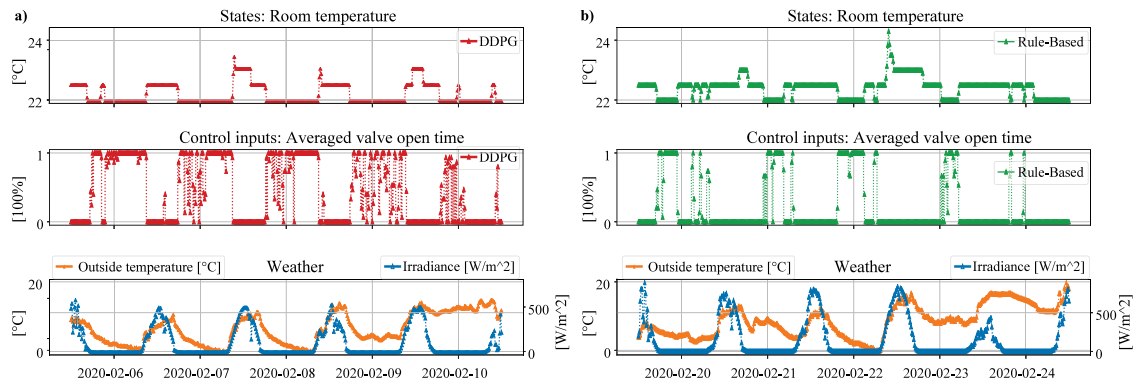 a)
States: Room temperature
[°C]
24
22
DDPG
Control inputs: Averaged valve open time
[100%]
1
0
DDPG
Outside temperature [°C]
Weather
Irradiance [W/m^2]
[°C]
20
0
500
0
[W/m^2]
2020-02-06 2020-02-07 2020-02-08 2020-02-09 2020-02-10
b)
States: Room temperature
[°C]
24
22
Rule-Based
Control inputs: Averaged valve open time
[100%]
1
0
Rule-Based
Outside temperature [°C]
Weather
Irradiance [W/m^2]
[°C]
20
0
500
0
[W/m^2]
2020-02-20 2020-02-21 2020-02-22 2020-02-23 2020-02-24